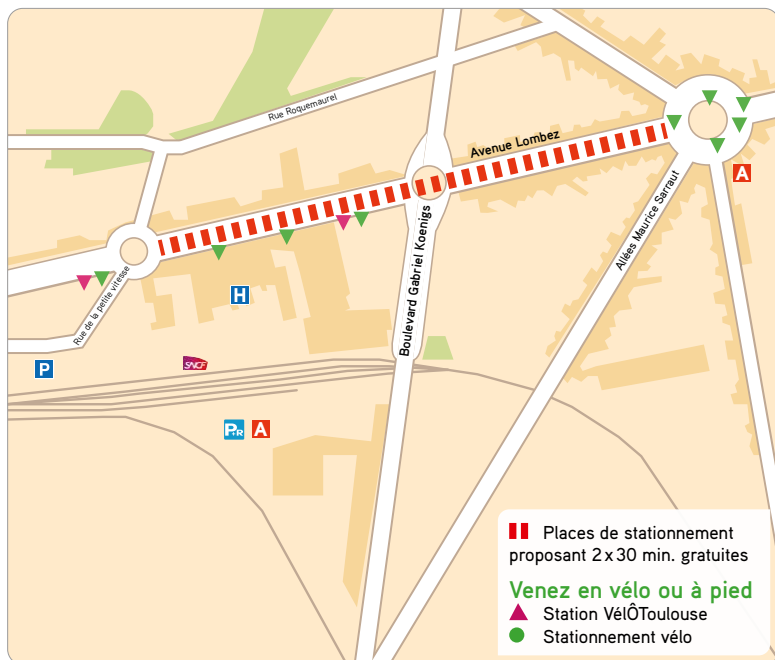 Rue Roquemaurel
Avenue Lombez
A
Allées Maurice Sarraut
Boulevard Gabriel Koenigs
Rue de la petite vitesse
H
P
SNCF
P+R A
Places de stationnement
proposant 2 x 30 min. gratuites
Venez en vélo ou à pied
Station VélÔToulouse
Stationnement vélo